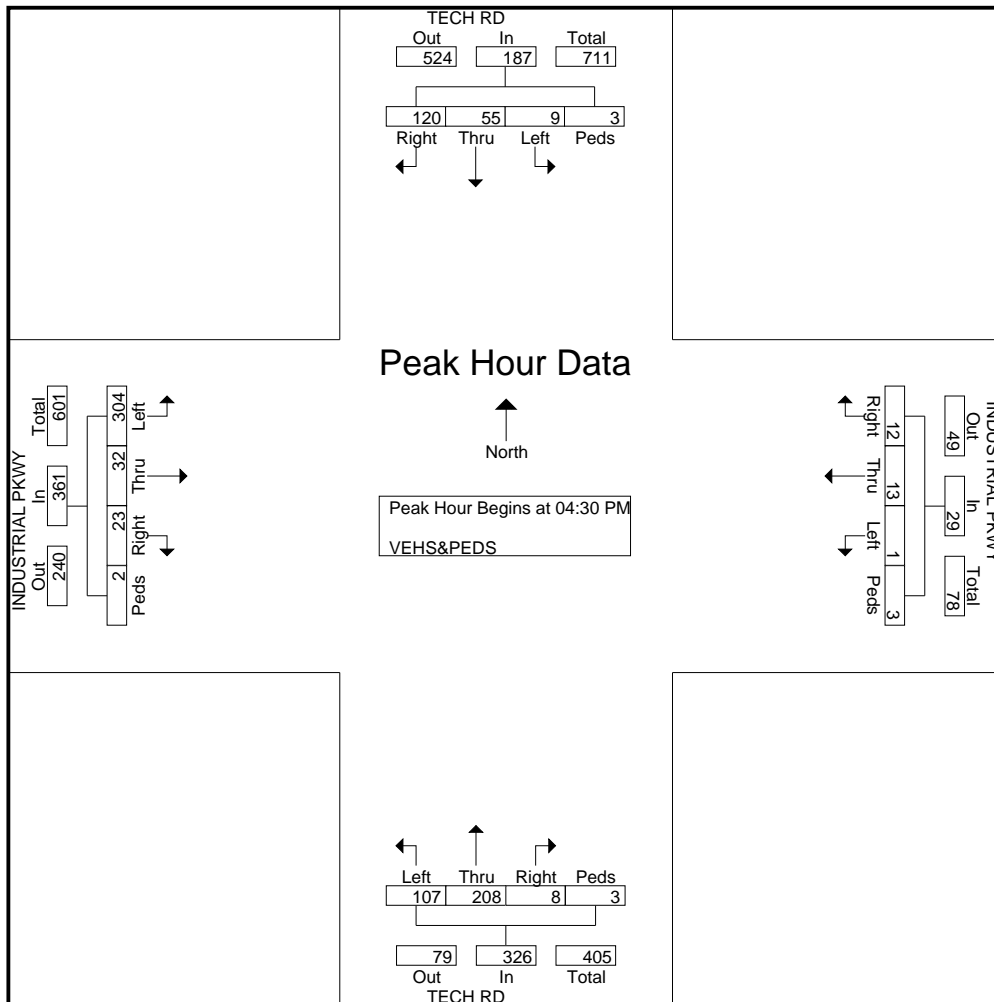 TECH RD
Out In Total
524 187 711
120 55 9 3
Right Thru Left Peds
Peak Hour Data
North
Peak Hour Begins at 04:30 PM
VEHS&PEDS
INDUSTRIAL PKWY
Total In Out
601 361 240
304 32 23 2
Left Thru Right Peds
Right Thru Left Peds
12 13 1 3
49 29 78
Out In Total
INDUSTRIAL PKWY
Left Thru Right Peds
107 208 8 3
79 326 405
Out In Total
TECH RD